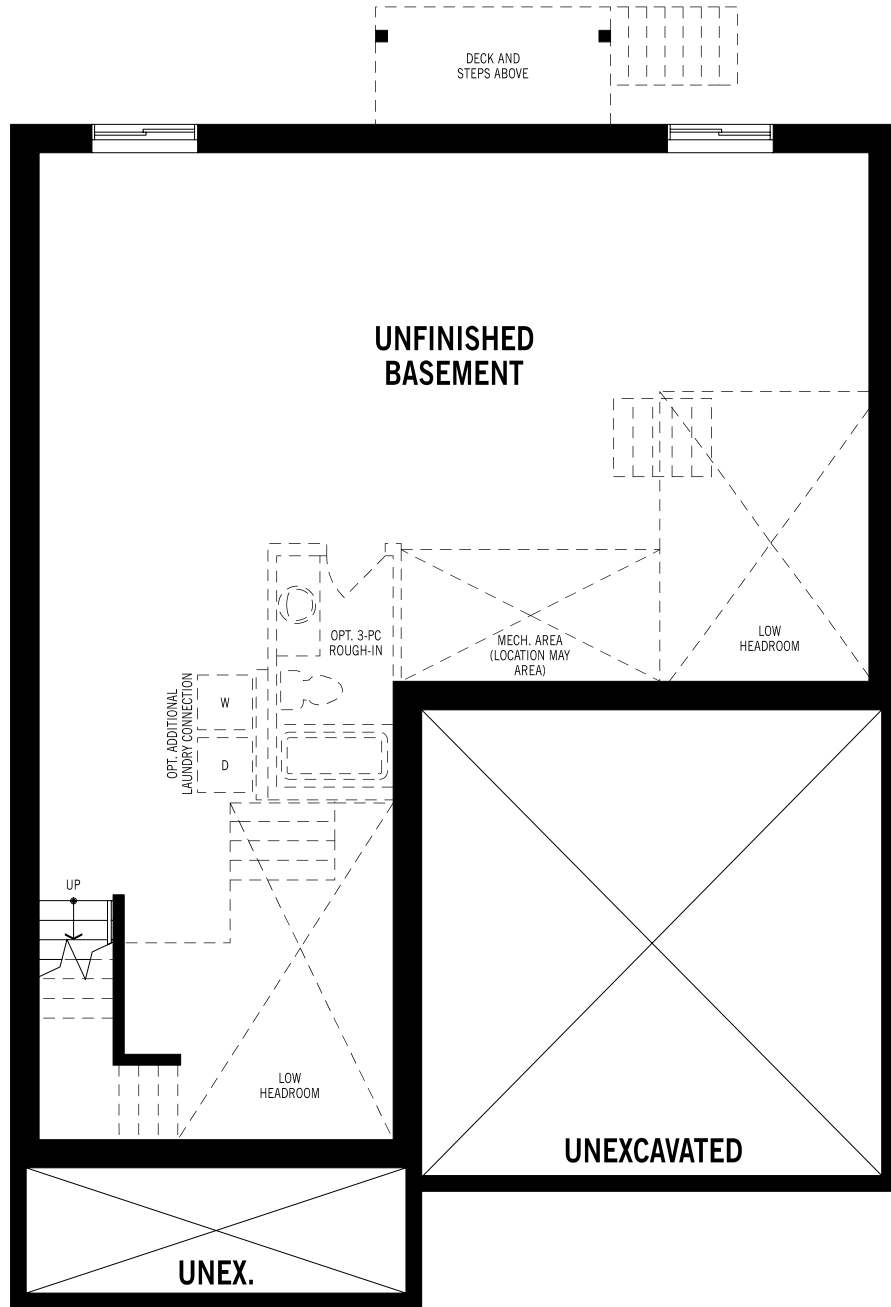 DECK AND
STEPS ABOVE
UNFINISHED
BASEMENT
OPT. 3-PC
ROUGH-IN
MECH. AREA
(LOCATION MAY
AREA)
LOW
HEADROOM
OPT. ADDITIONAL
LAUNDRY CONNECTION
W
D
UP
LOW
HEADROOM
UNEXCAVATED
UNEX.